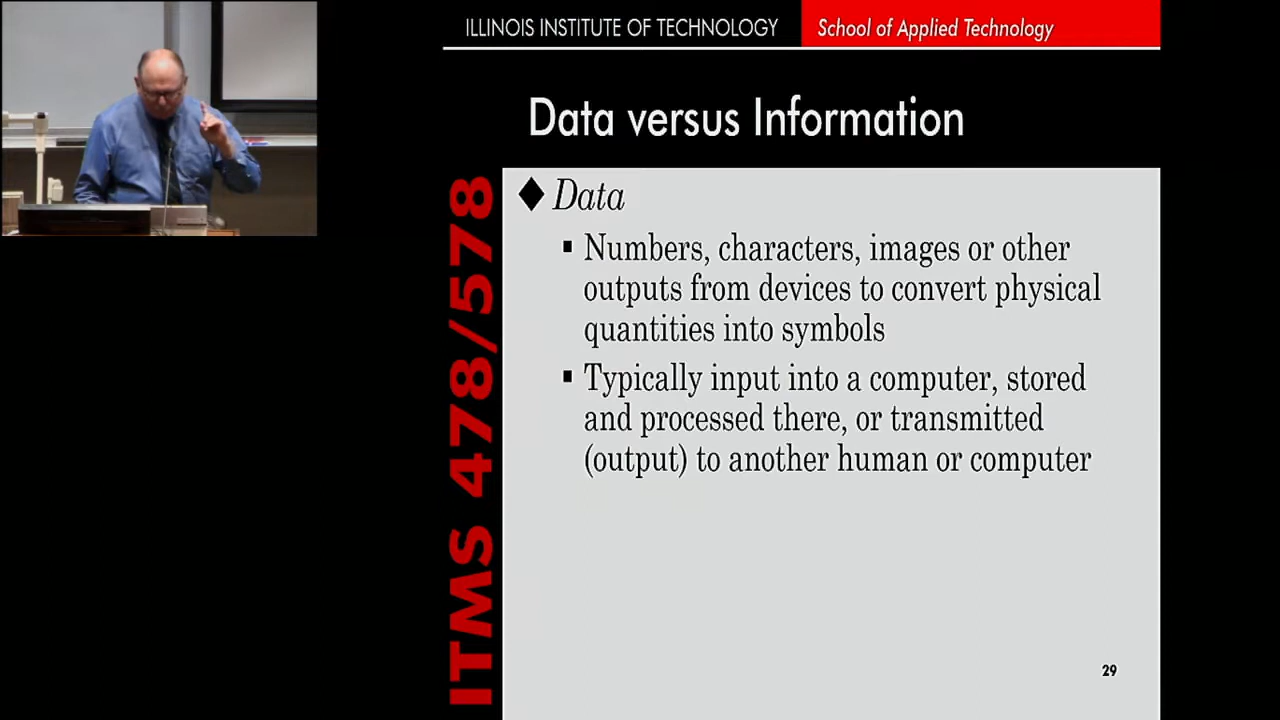 ILLINOIS INSTITUTE OF TECHNOLOGY School of Applied Technology
Data versus Information
ITMS 478/578
Data
Numbers, characters, images or other
outputs from devices to convert physical
quantities into symbols
Typically input into a computer, stored
and processed there, or transmitted
(output) to another human or computer
29